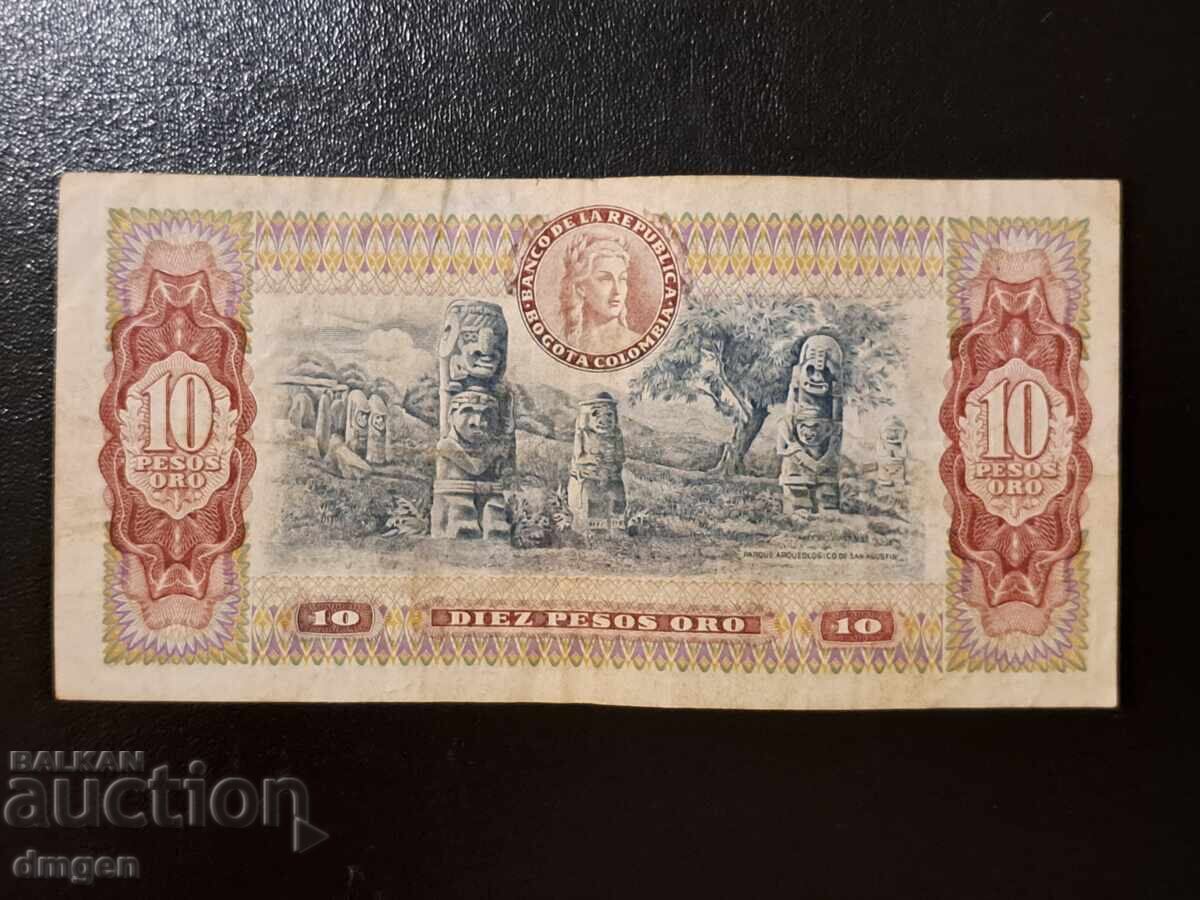 BANCO DE LA REPUBLICA
BOGOTA COLOMBIA
10
PESOS
ORO
10
PESOS
ORO
PARQUE ARQUEOLOGICO DE SAN AGUSTIN
10
DIEZ PESOS ORO
10
BALKAN
auction
dmgen